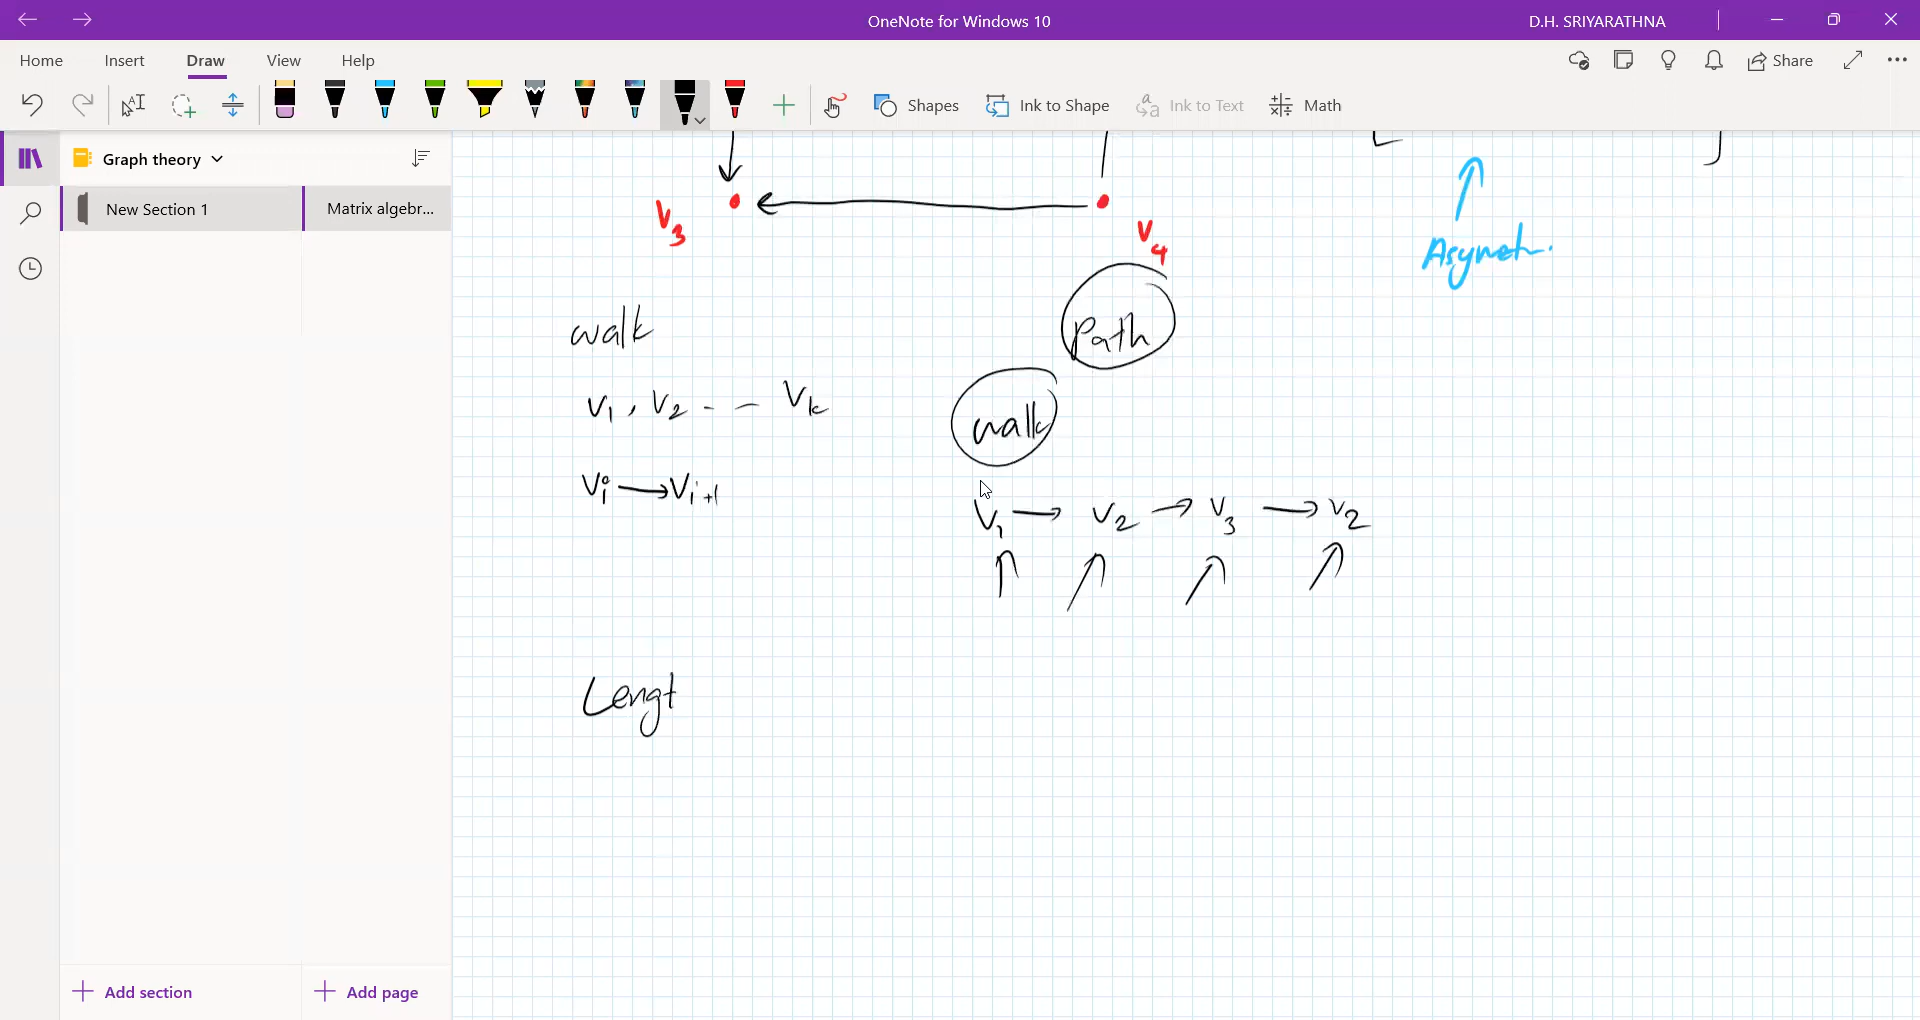 OneNote for Windows 10
D.H. SRIYARATHNA
Home Insert Draw View Help
Share
Shapes Ink to Shape Ink to Text Math
Graph theory
New Section 1
Matrix algebr...
V3
V4
Asymet.
walk
Path
V1, V2 - - Vk
walk
Vi → Vi+1
V1 → V2 → V3 → V2
Lengt
Add section
Add page